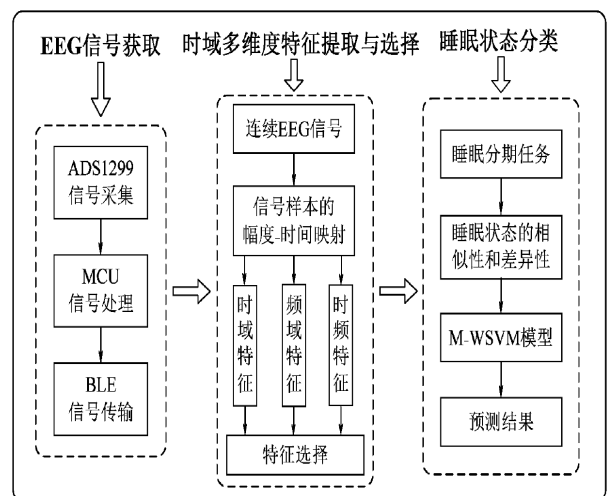 EEG信号获取
时域多维度特征提取与选择
睡眠状态分类
ADS1299
信号采集
MCU
信号处理
BLE
信号传输
连续EEG信号
信号样本的
幅度-时间映射
时域特征
频域特征
时频特征
特征选择
睡眠分期任务
睡眠状态的相
似性和差异性
M-WSVM模型
预测结果